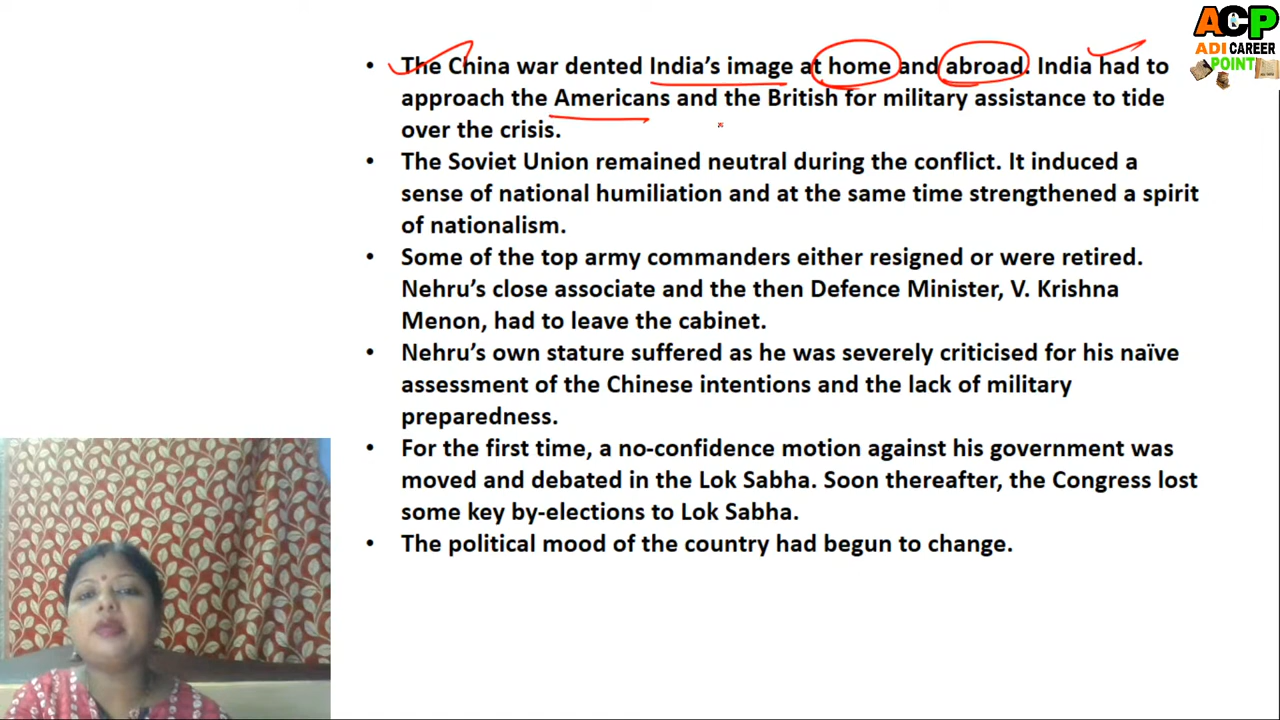 ACP
ADI CAREER
POINT
• The China war dented India's image at home and abroad. India had to
approach the Americans and the British for military assistance to tide
over the crisis.
• The Soviet Union remained neutral during the conflict. It induced a
sense of national humiliation and at the same time strengthened a spirit
of nationalism.
• Some of the top army commanders either resigned or were retired.
Nehru's close associate and the then Defence Minister, V. Krishna
Menon, had to leave the cabinet.
• Nehru's own stature suffered as he was severely criticised for his naïve
assessment of the Chinese intentions and the lack of military
preparedness.
• For the first time, a no-confidence motion against his government was
moved and debated in the Lok Sabha. Soon thereafter, the Congress lost
some key by-elections to Lok Sabha.
• The political mood of the country had begun to change.